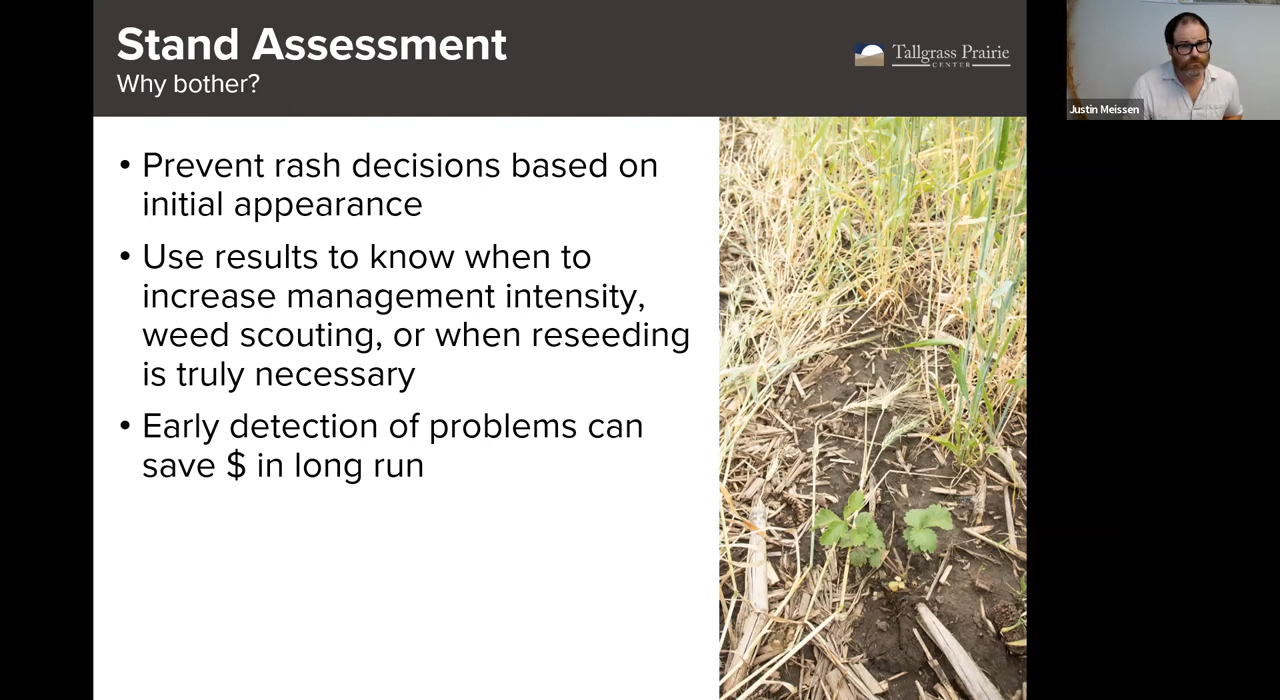 Stand Assessment
Why bother?
Tallgrass Prairie
CENTER
Justin Meissen
• Prevent rash decisions based on
initial appearance
• Use results to know when to
increase management intensity,
weed scouting, or when reseeding
is truly necessary
• Early detection of problems can
save $ in long run